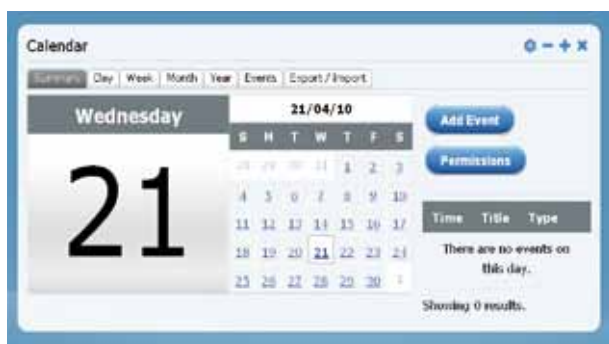 Calendar
Summary Day Week Month Year Events Export / Import
Wednesday
21
21/04/10
S M T W T F S
28 29 30 31 1 2 3
4 5 6 7 8 9 10
11 12 13 14 15 16 17
18 19 20 21 22 23 24
25 26 27 28 29 30 1
Add Event
Permissions
Time Title Type
There are no events on
this day.
Showing 0 results.